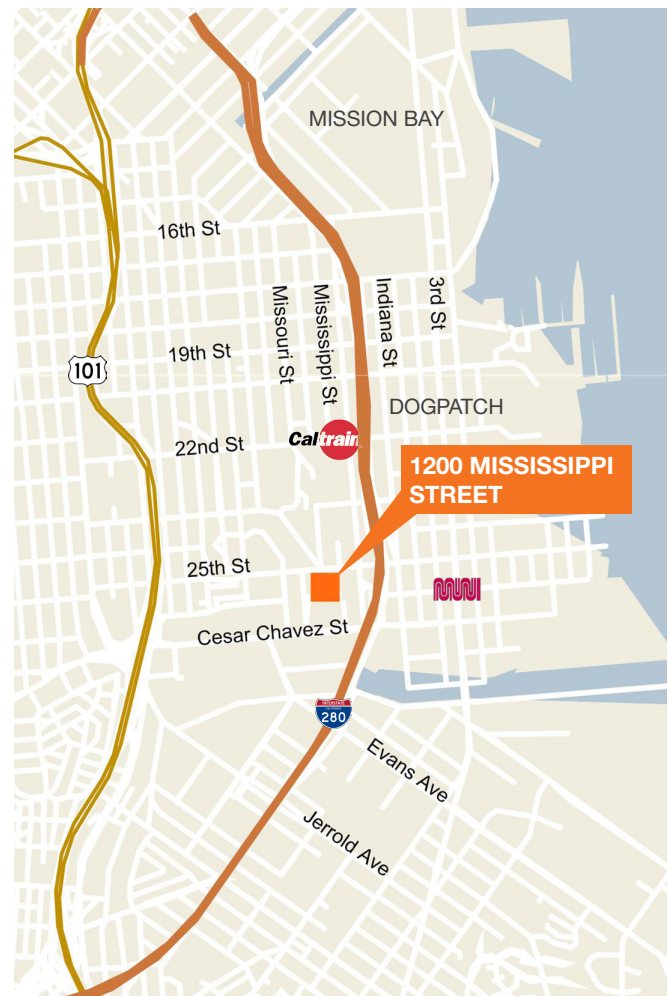 MISSION BAY
16th St
Missouri St
Mississippi St
Indiana St
3rd St
19th St
101
DOGPATCH
22nd St
Caltrain
1200 MISSISSIPPI
STREET
25th St
MUNI
Cesar Chavez St
INTERSTATE
CALIFORNIA
280
Evans Ave
Jerrold Ave